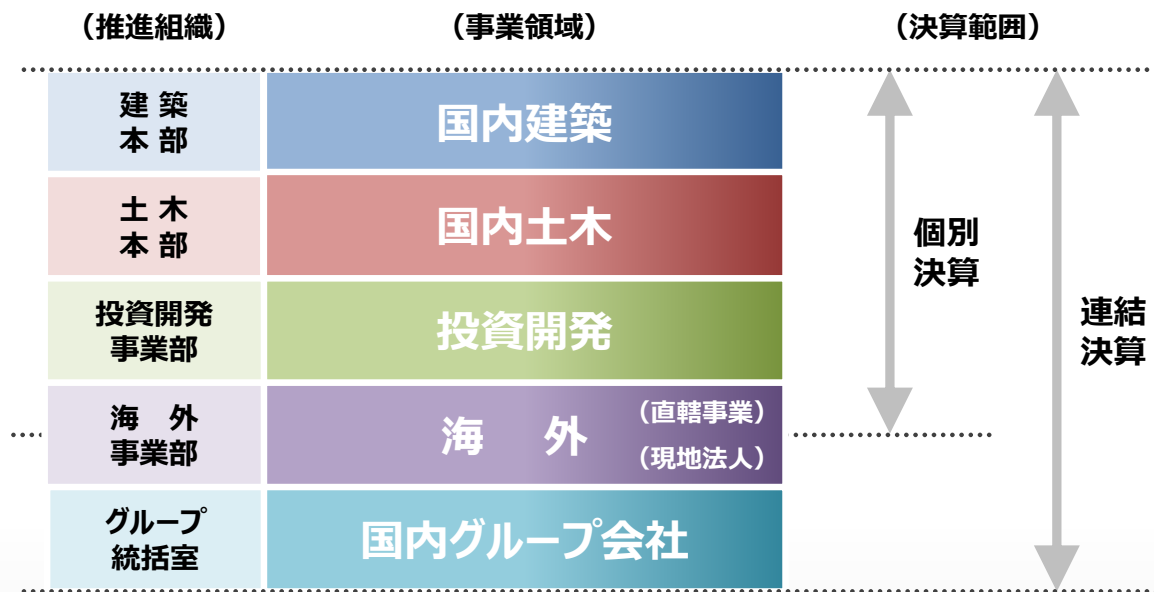 （推進組織）
（事業領域）
（決算範囲）
建 築
本 部
国内建築
土 木
本 部
国内土木
投資開発
事業部
投資開発
海　外
事業部
海　外
（直轄事業）
（現地法人）
グループ
統括室
国内グループ会社
個別
決算
連結
決算